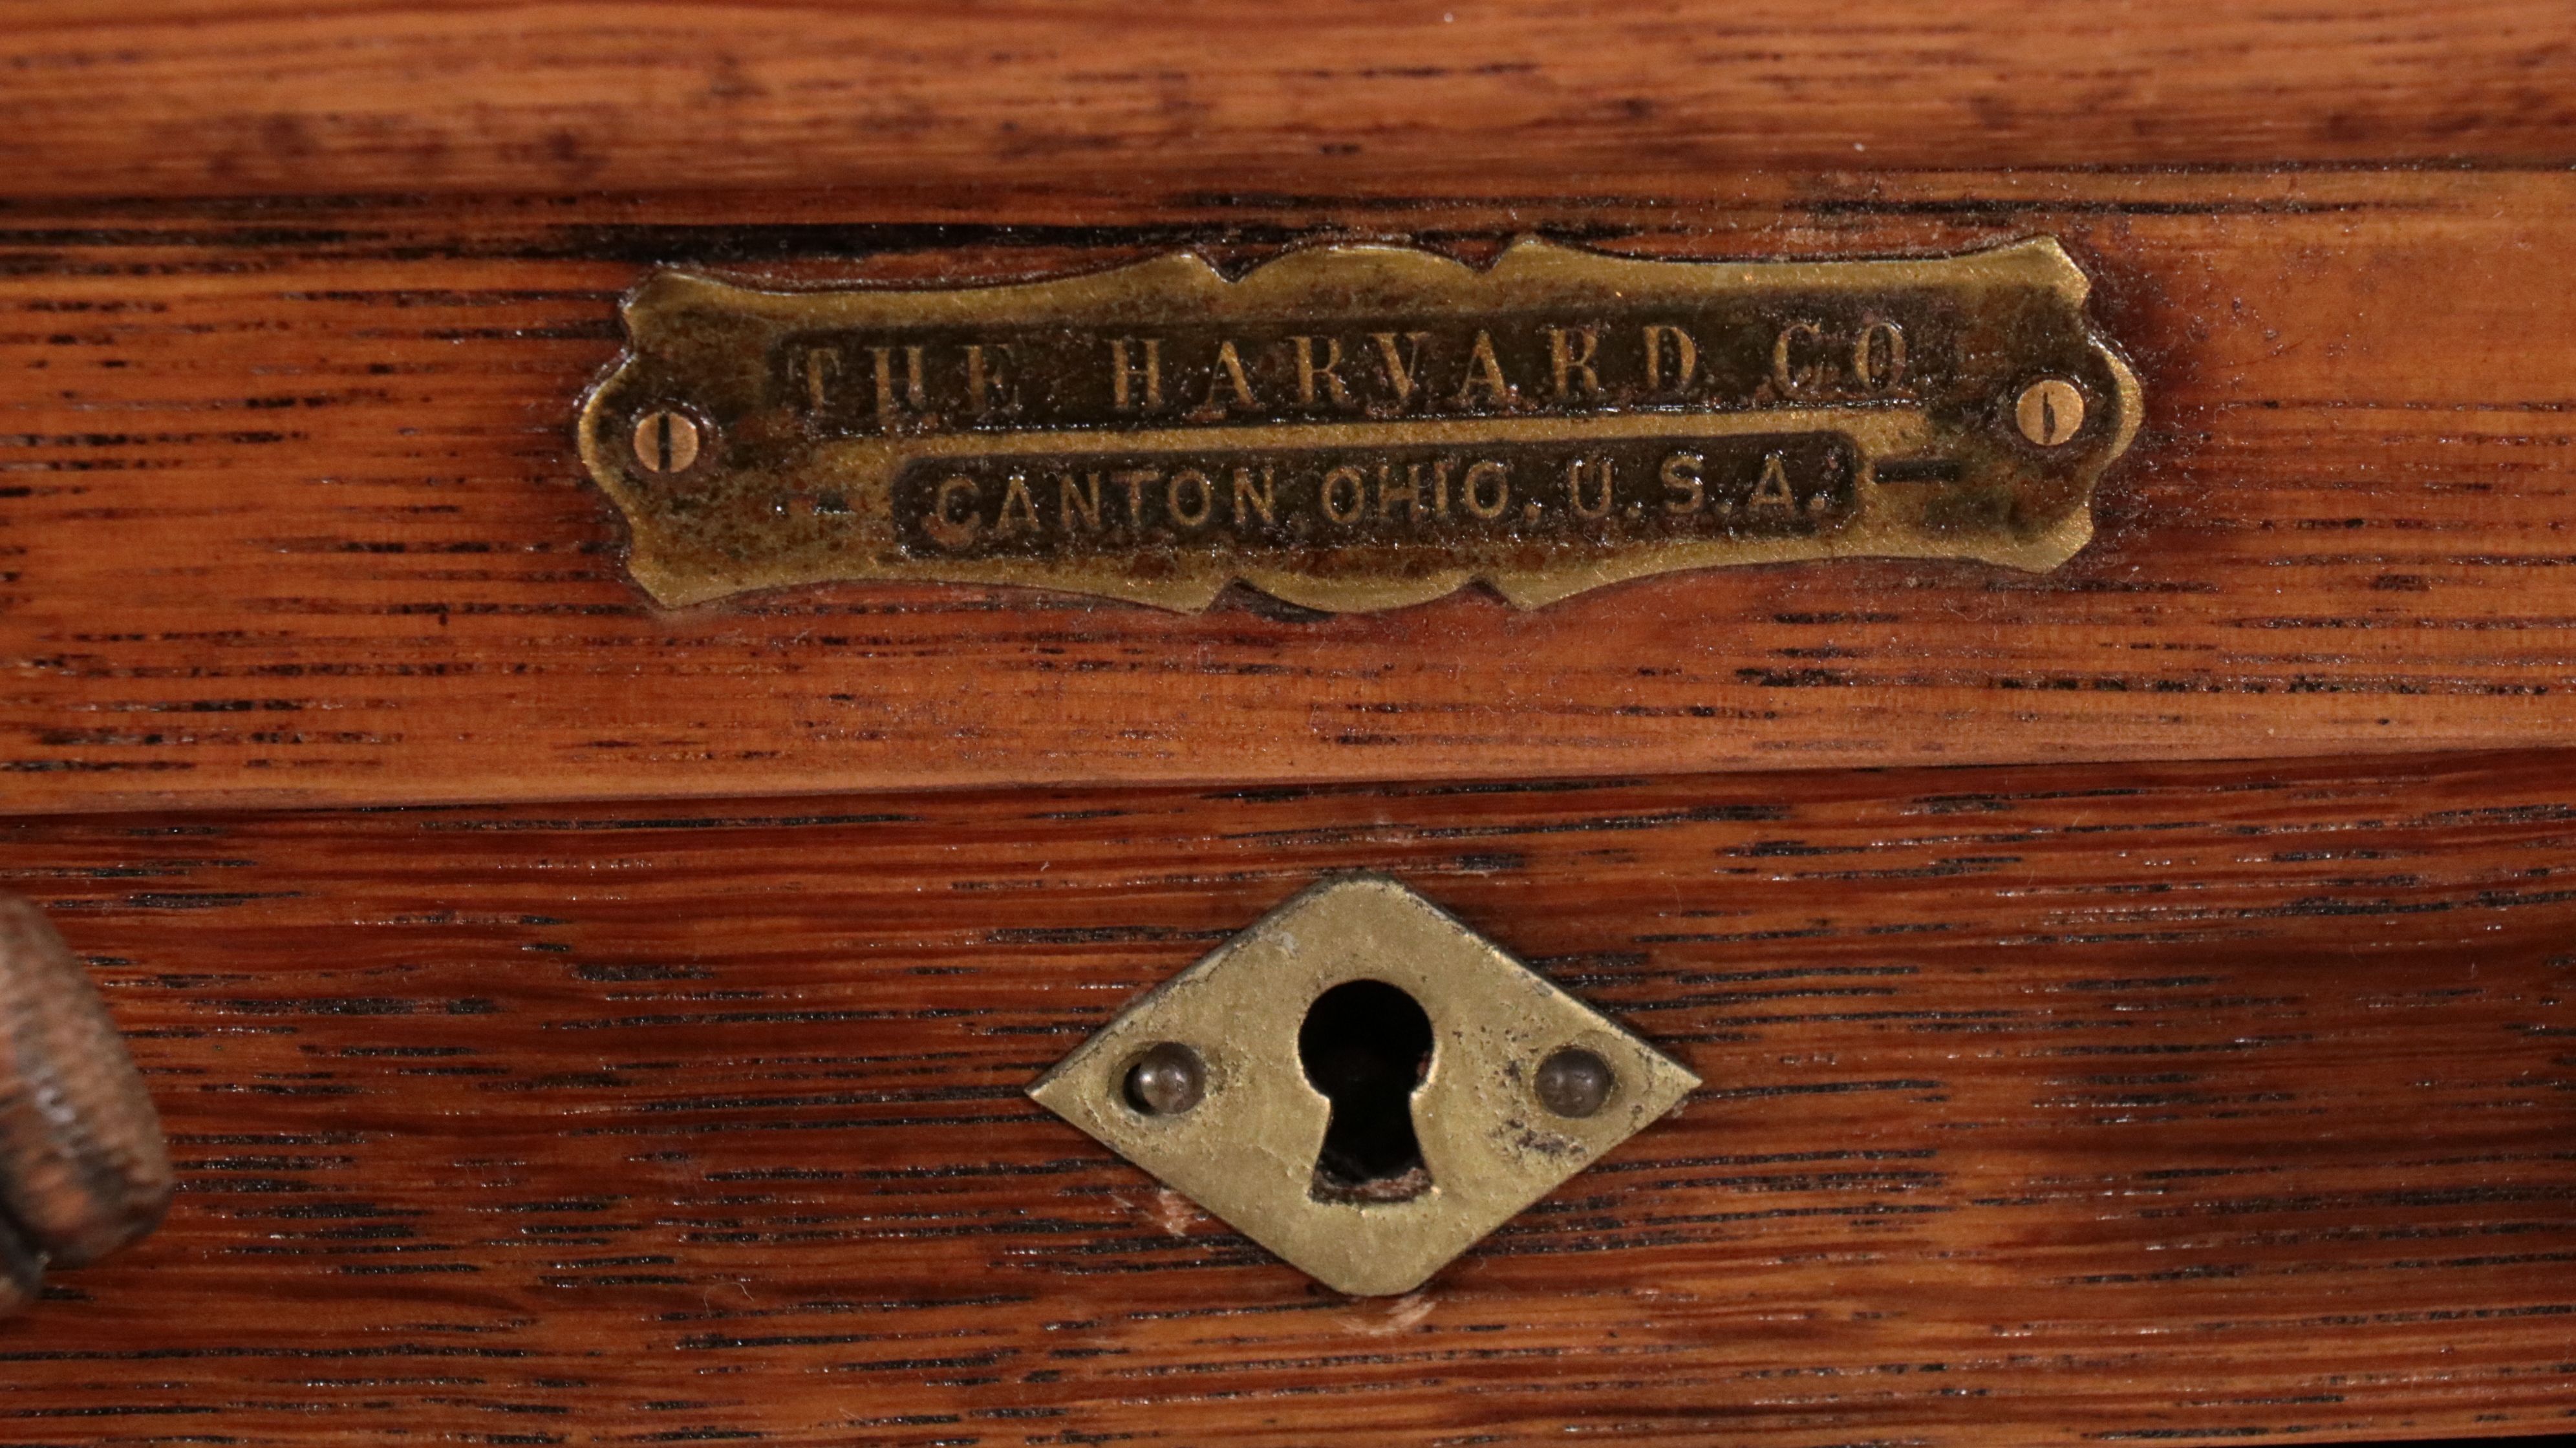 THE HARVARD CO
CANTON OHIO. U.S.A.